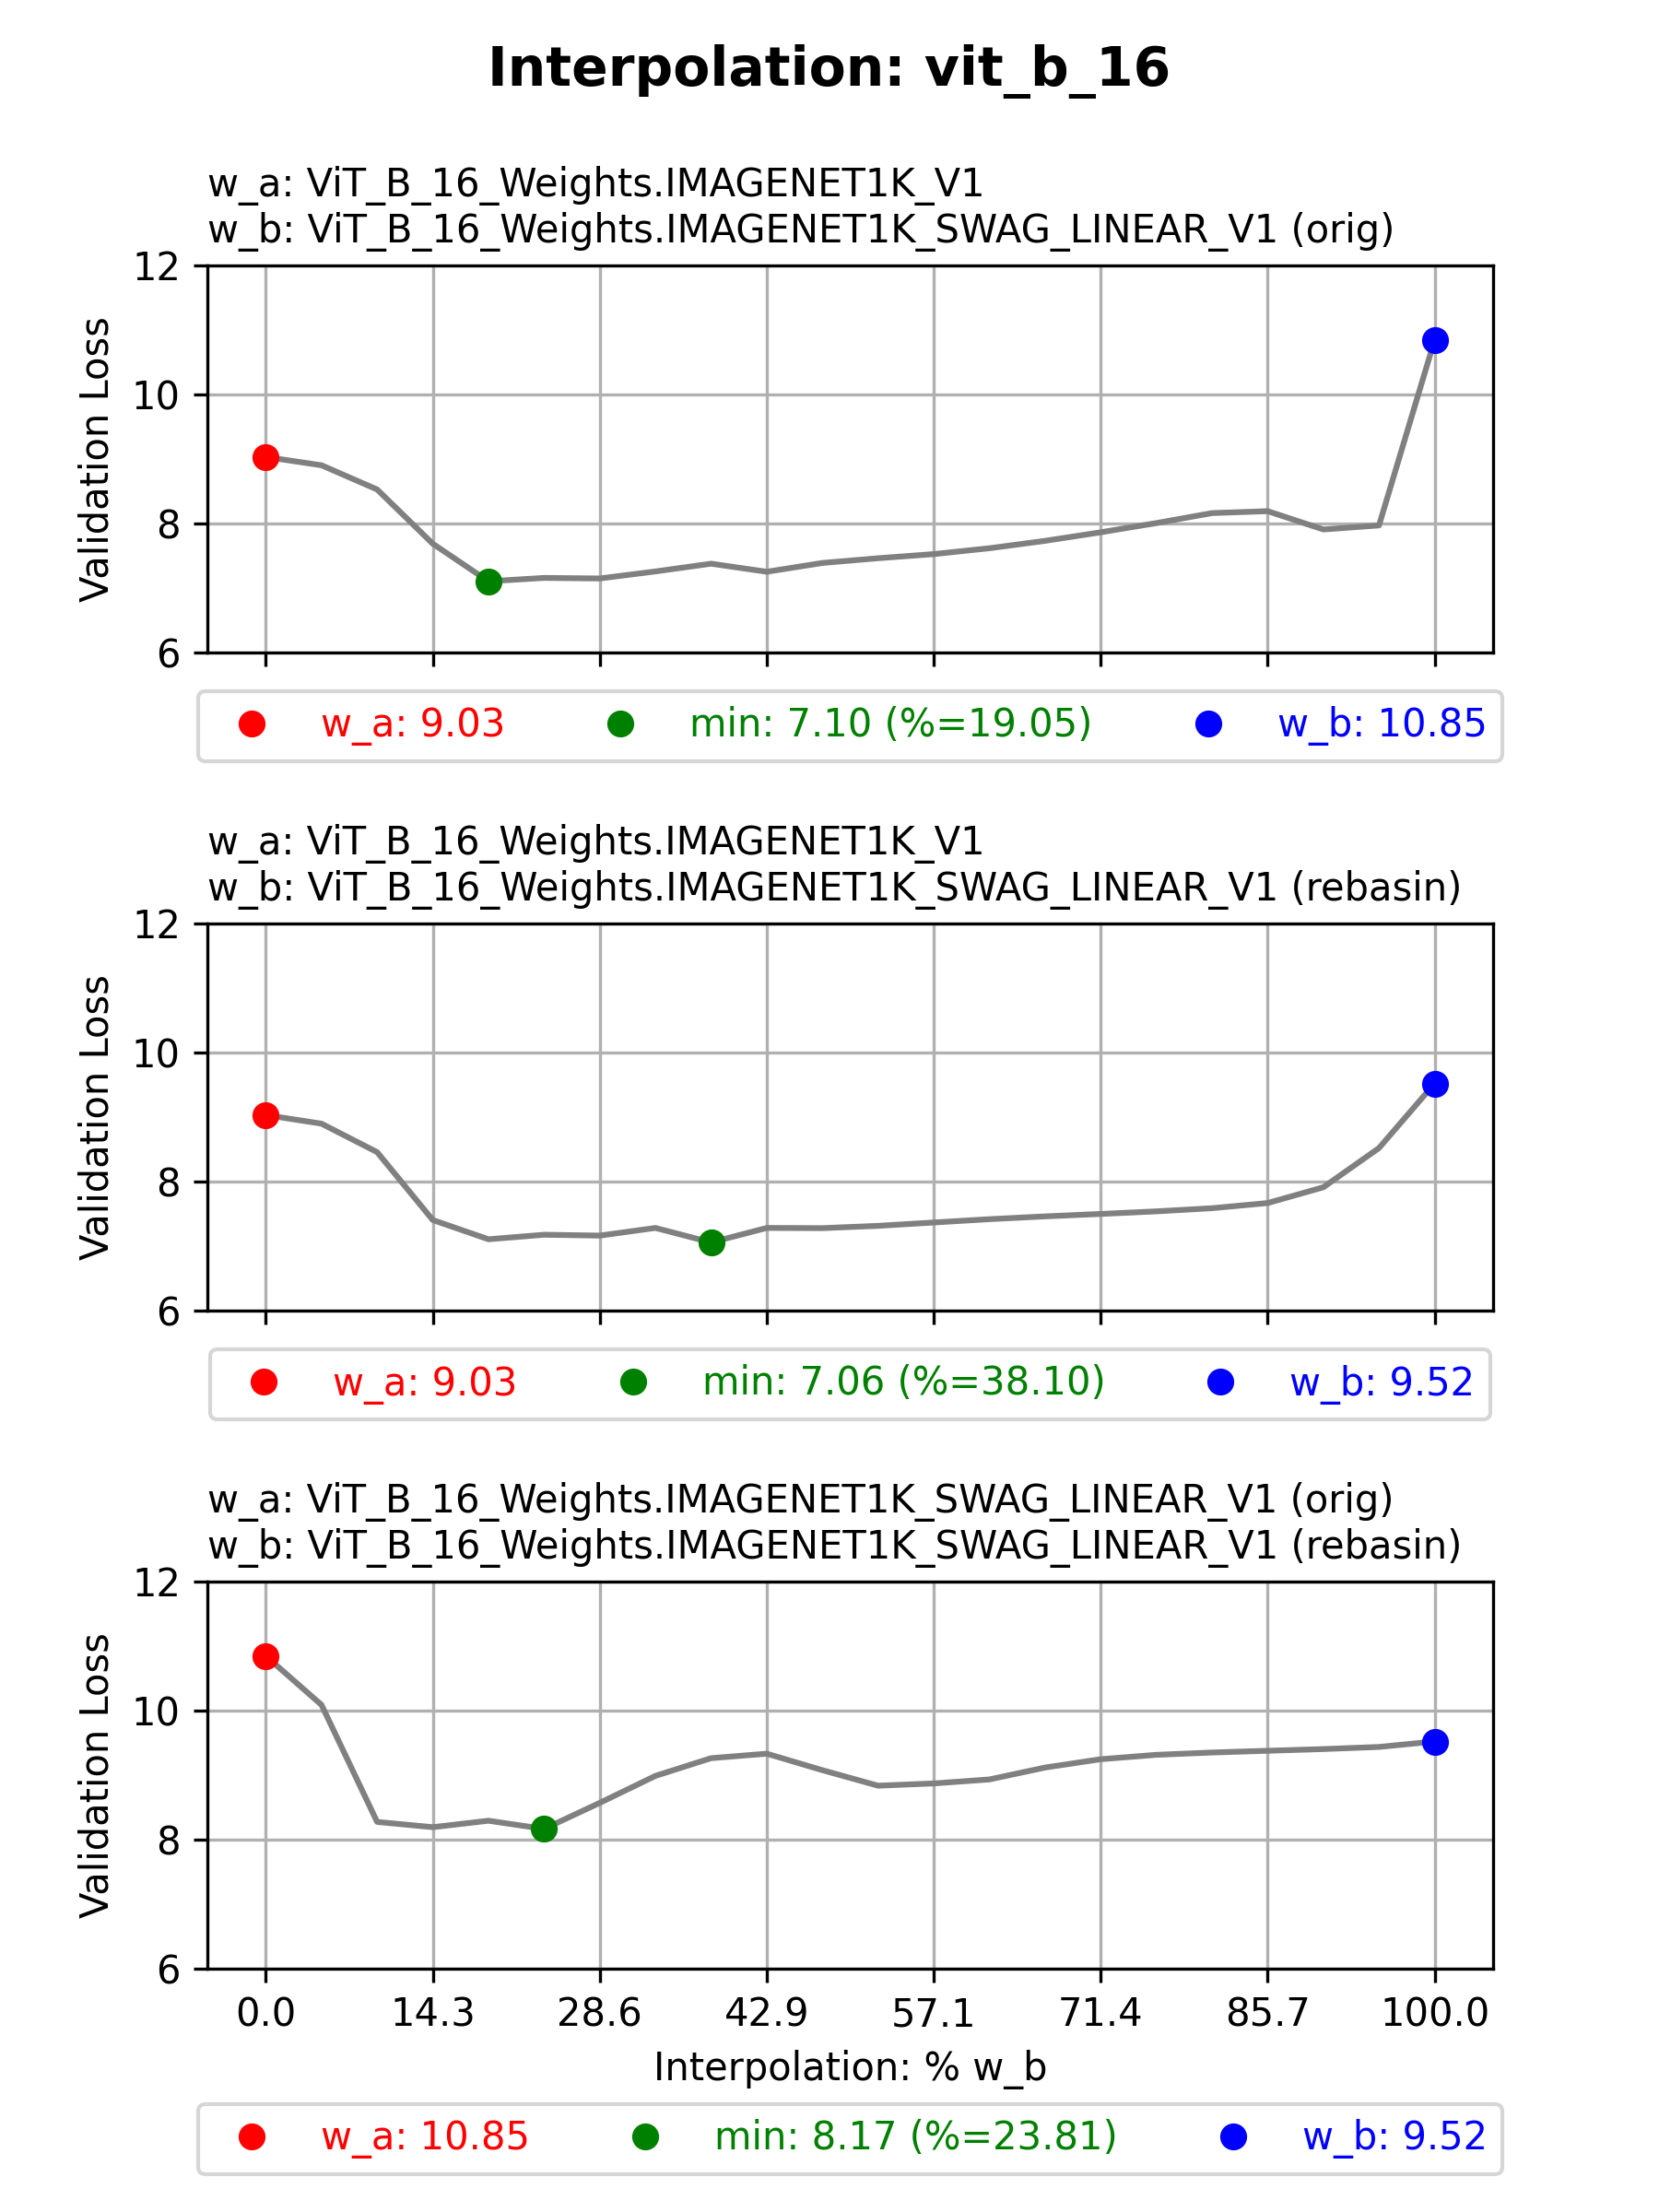 Interpolation: vit_b_16
w_a: ViT_B_16_Weights.IMAGENET1K_V1
w_b: ViT_B_16_Weights.IMAGENET1K_SWAG_LINEAR_V1 (orig)
12
10
8
6
Validation Loss
w_a: 9.03 min: 7.10 (%=19.05) w_b: 10.85
w_a: ViT_B_16_Weights.IMAGENET1K_V1
w_b: ViT_B_16_Weights.IMAGENET1K_SWAG_LINEAR_V1 (rebasin)
12
10
8
6
Validation Loss
w_a: 9.03 min: 7.06 (%=38.10) w_b: 9.52
w_a: ViT_B_16_Weights.IMAGENET1K_SWAG_LINEAR_V1 (orig)
w_b: ViT_B_16_Weights.IMAGENET1K_SWAG_LINEAR_V1 (rebasin)
12
10
8
6
Validation Loss
0.0 14.3 28.6 42.9 57.1 71.4 85.7 100.0
Interpolation: % w_b
w_a: 10.85 min: 8.17 (%=23.81) w_b: 9.52